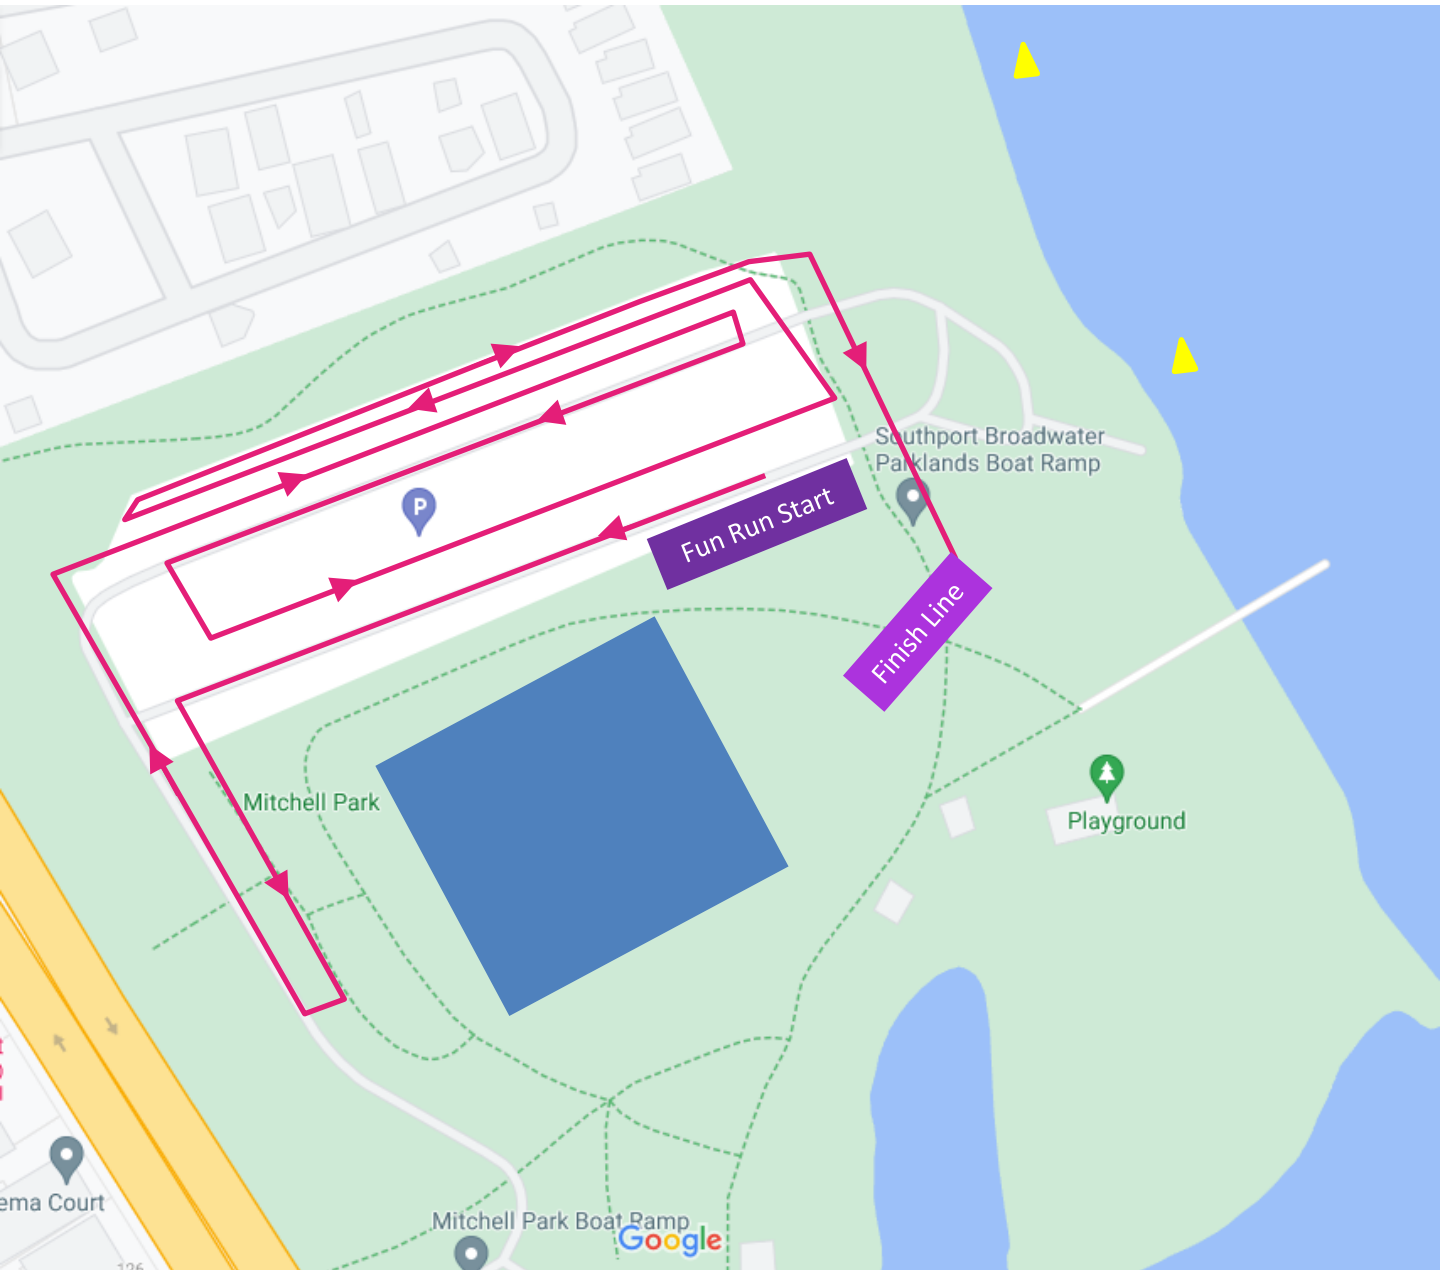 P
Southport Broadwater
Parklands Boat Ramp
Fun Run Start
Finish Line
Mitchell Park
Playground
ema Court
Mitchell Park Boat Ramp
Google